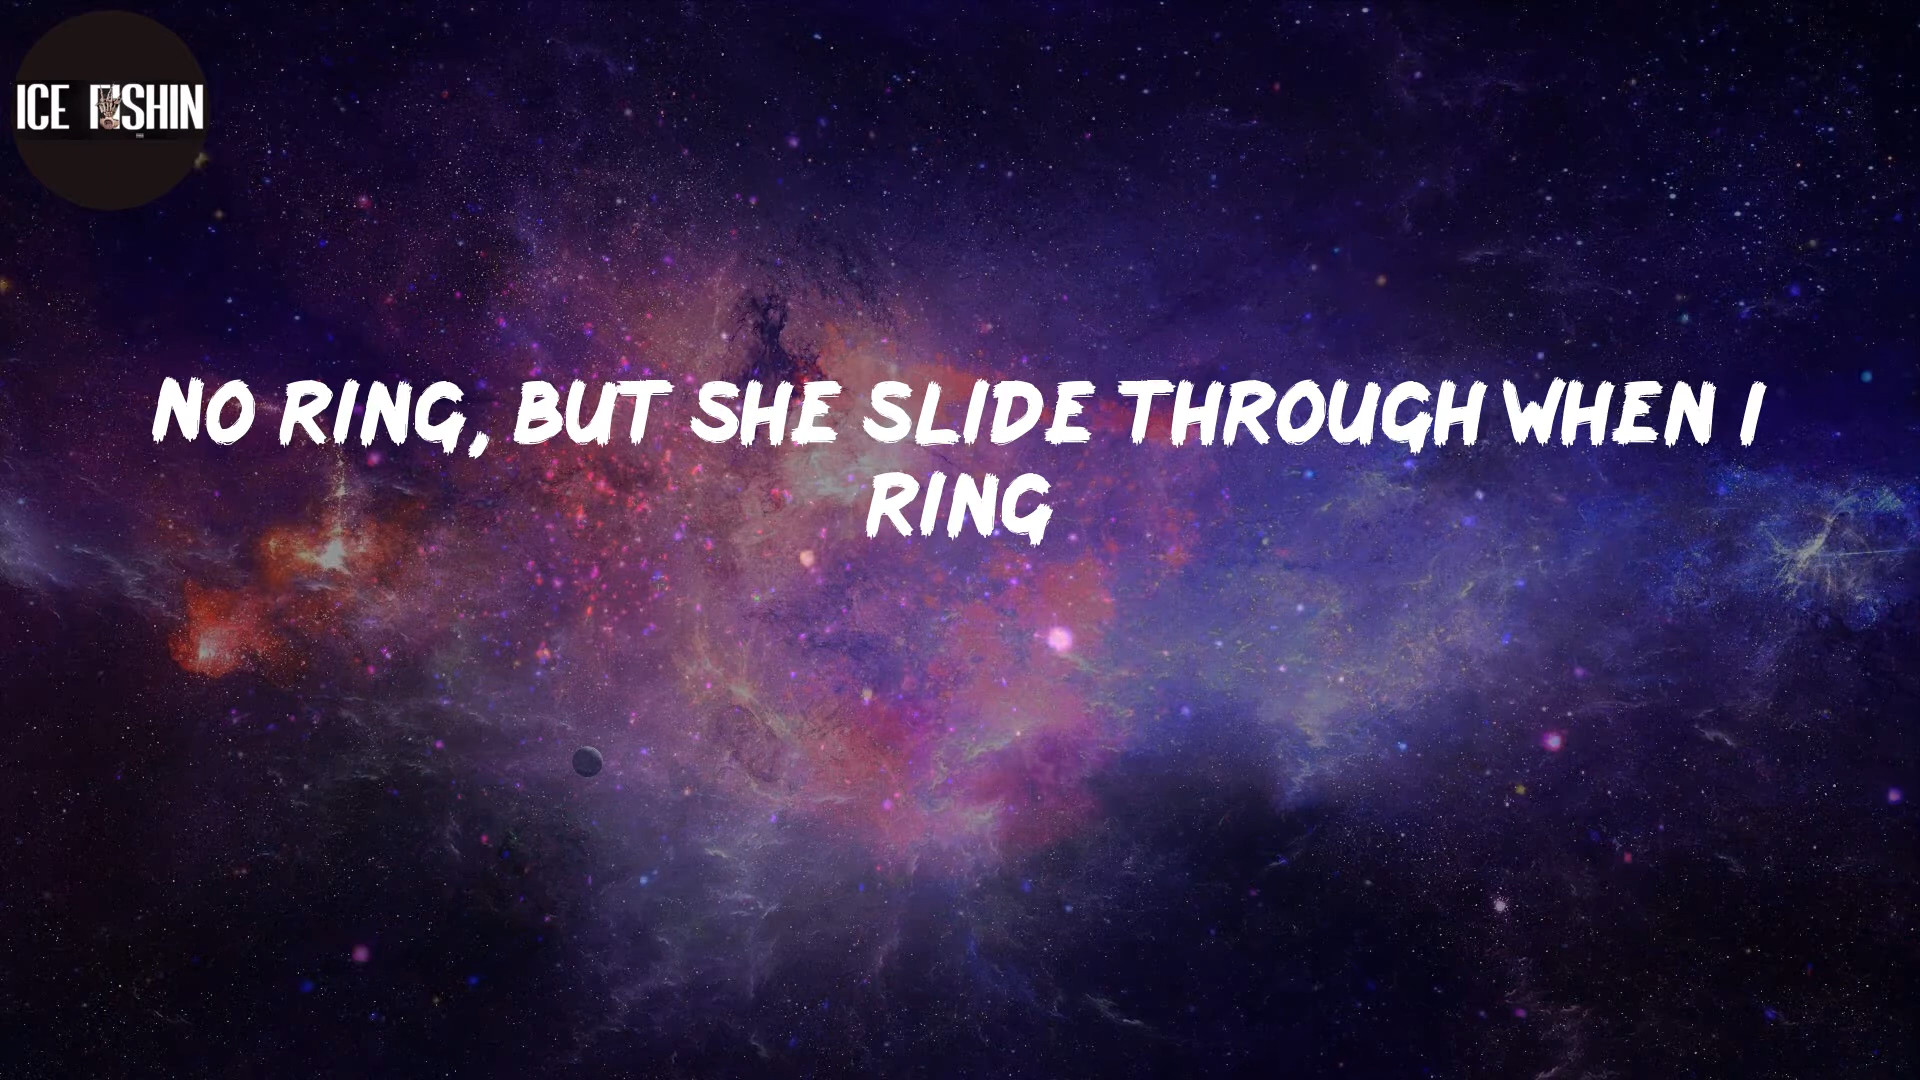 ICE FISHIN
NO RING, BUT SHE SLIDE THROUGH WHEN I
RING